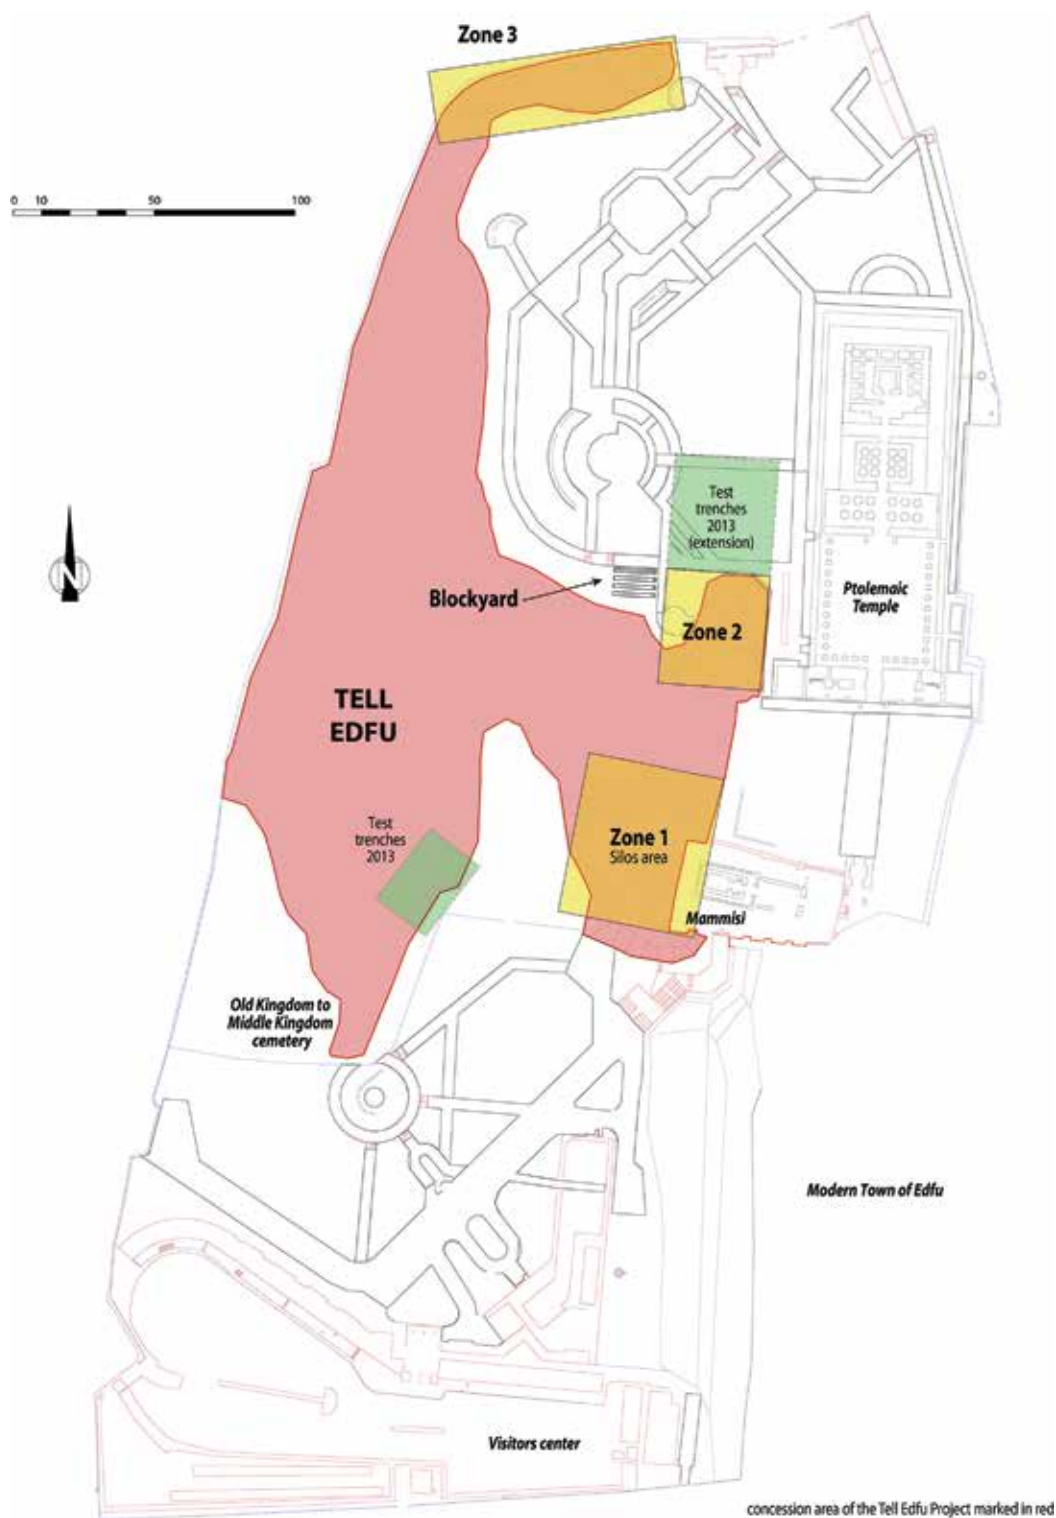 Zone 3
0 10 50 100
N
Test
trenches
2013
(extension)
Blockyard
Ptolemaic
Temple
Zone 2
TELL
EDFU
Test
trenches
2013
Zone 1
Silos area
Mammisi
Old Kingdom to
Middle Kingdom
cemetery
Modern Town of Edfu
Visitors center
concession area of the Tell Edfu Project marked in red